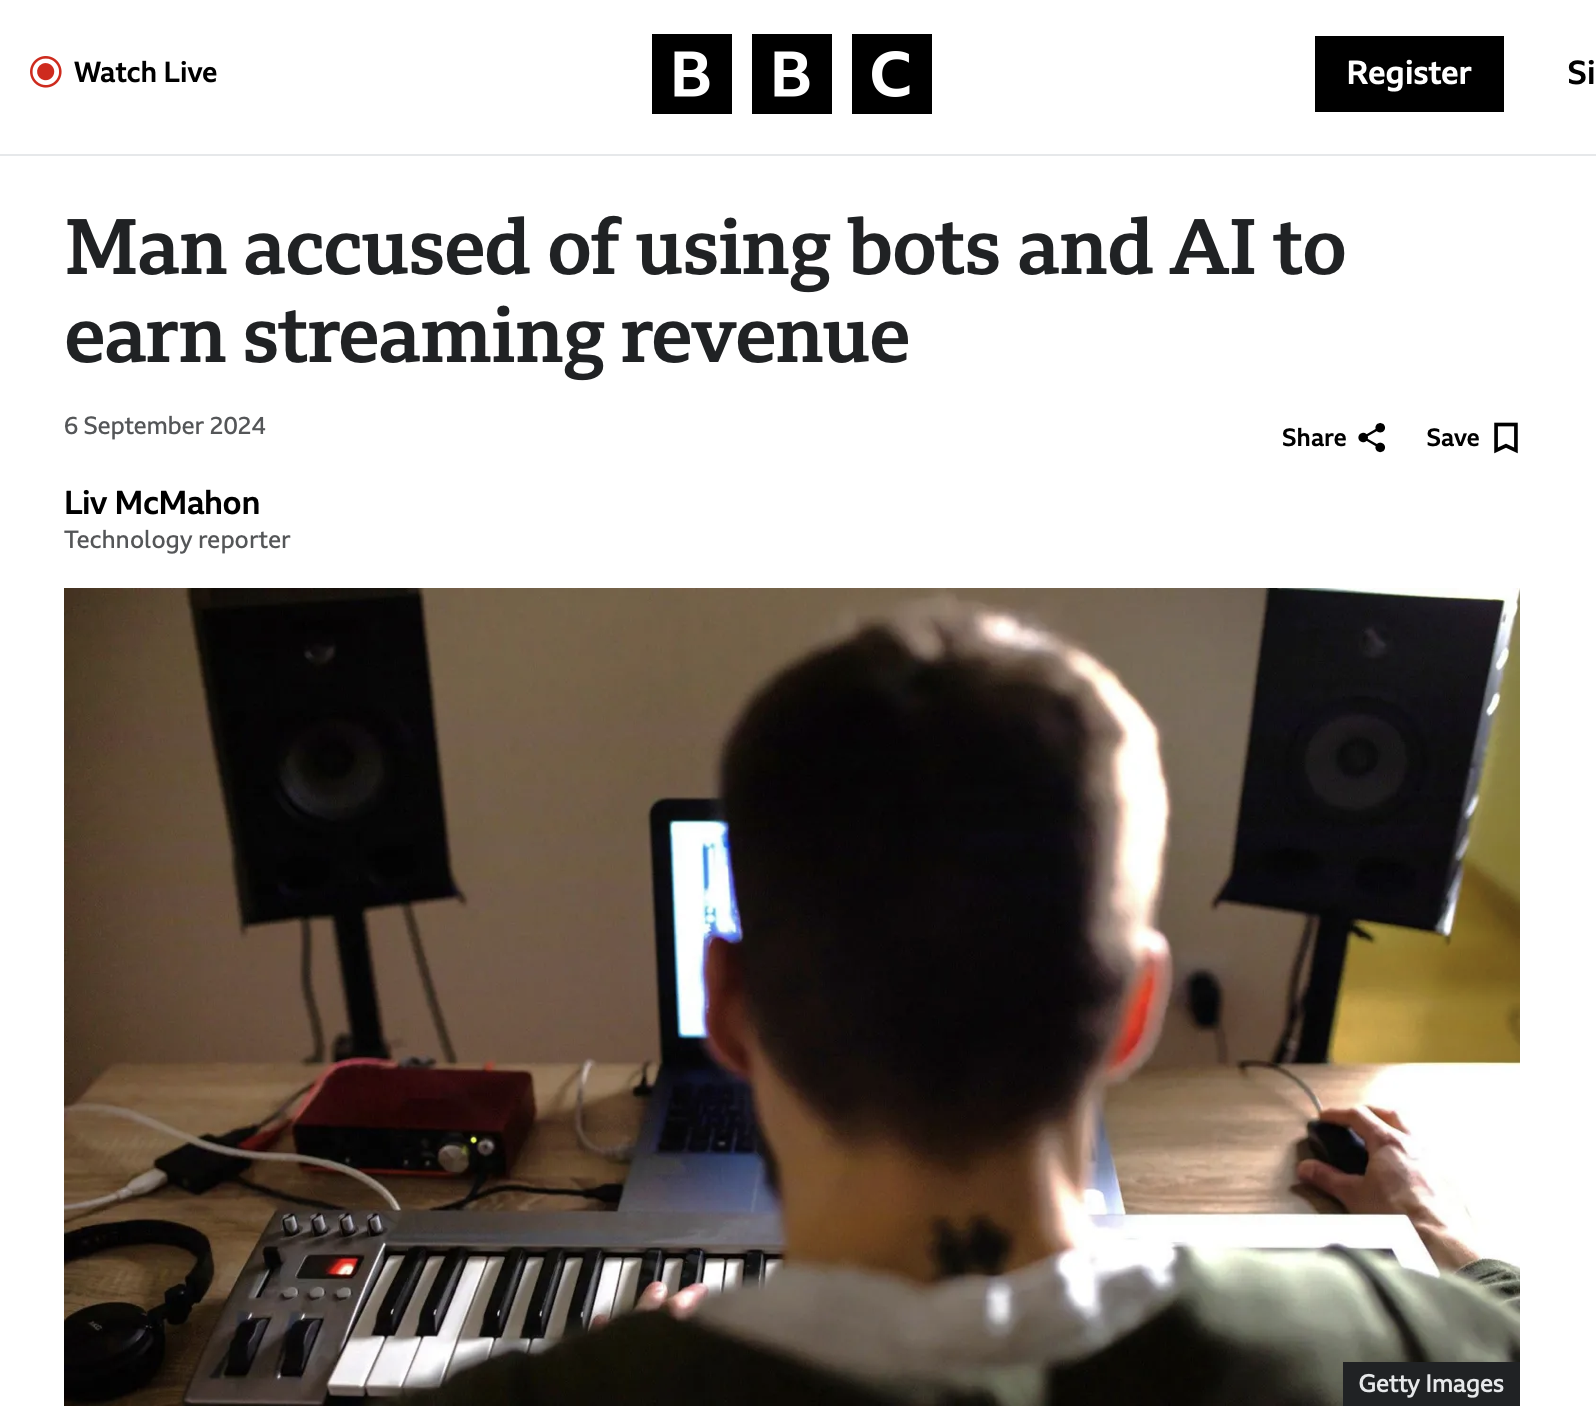 Watch Live
BBC
Register
Si
Man accused of using bots and AI to
earn streaming revenue
6 September 2024
Share
Save
Liv McMahon
Technology reporter
Getty Images